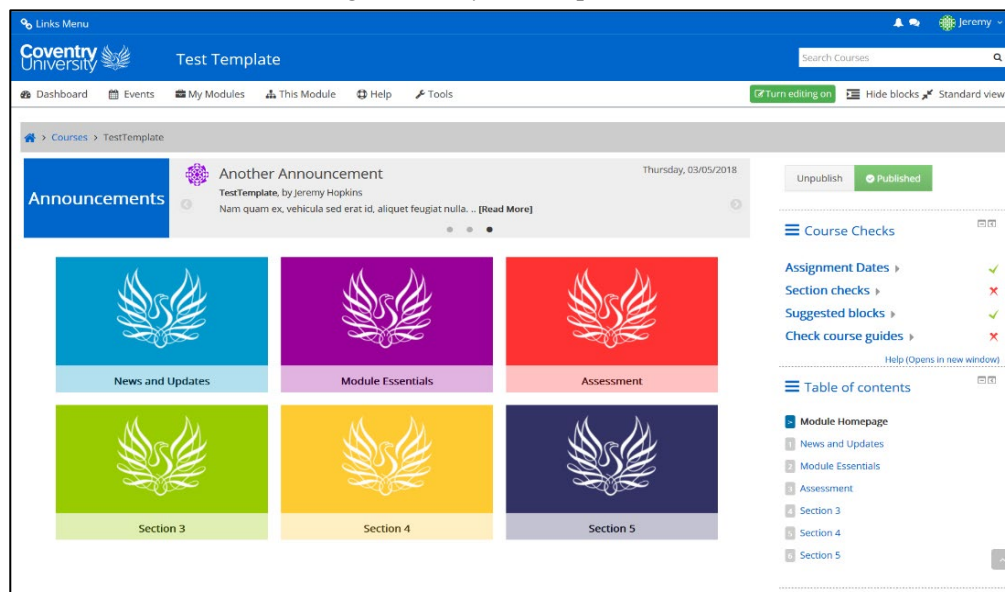 Links Menu
Jeremy
Coventry
University
Test Template
Search Courses
Dashboard Events My Modules This Module Help Tools
Turn editing on Hide blocks Standard view
> Courses > TestTemplate
Announcements
Another Announcement
Thursday, 03/05/2018
TestTemplate, by Jeremy Hopkins
Nam quam ex, vehicula sed erat id, aliquet feugiat nulla. .. [Read More]
News and Updates
Module Essentials
Assessment
Section 3
Section 4
Section 5
Unpublish Published
Course Checks
Assignment Dates
Section checks
Suggested blocks
Check course guides
Help (Opens in new window)
Table of contents
> Module Homepage
1 News and Updates
2 Module Essentials
3 Assessment
4 Section 3
5 Section 4
6 Section 5